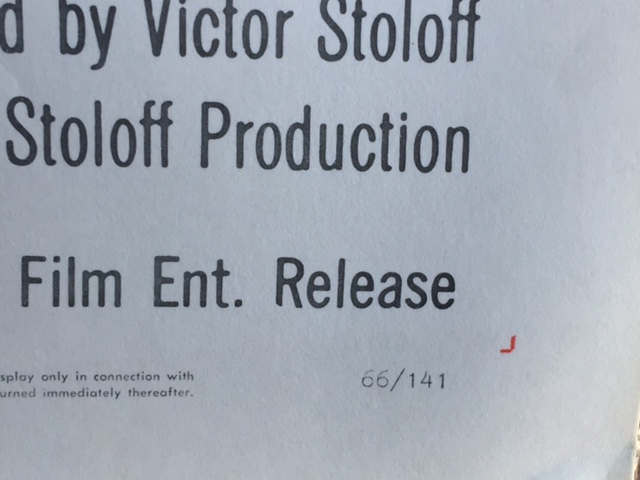 d by Victor Stoloff
Stoloff Production
Film Ent. Release
splay only in connection with
urned immediately thereafter.
66/141